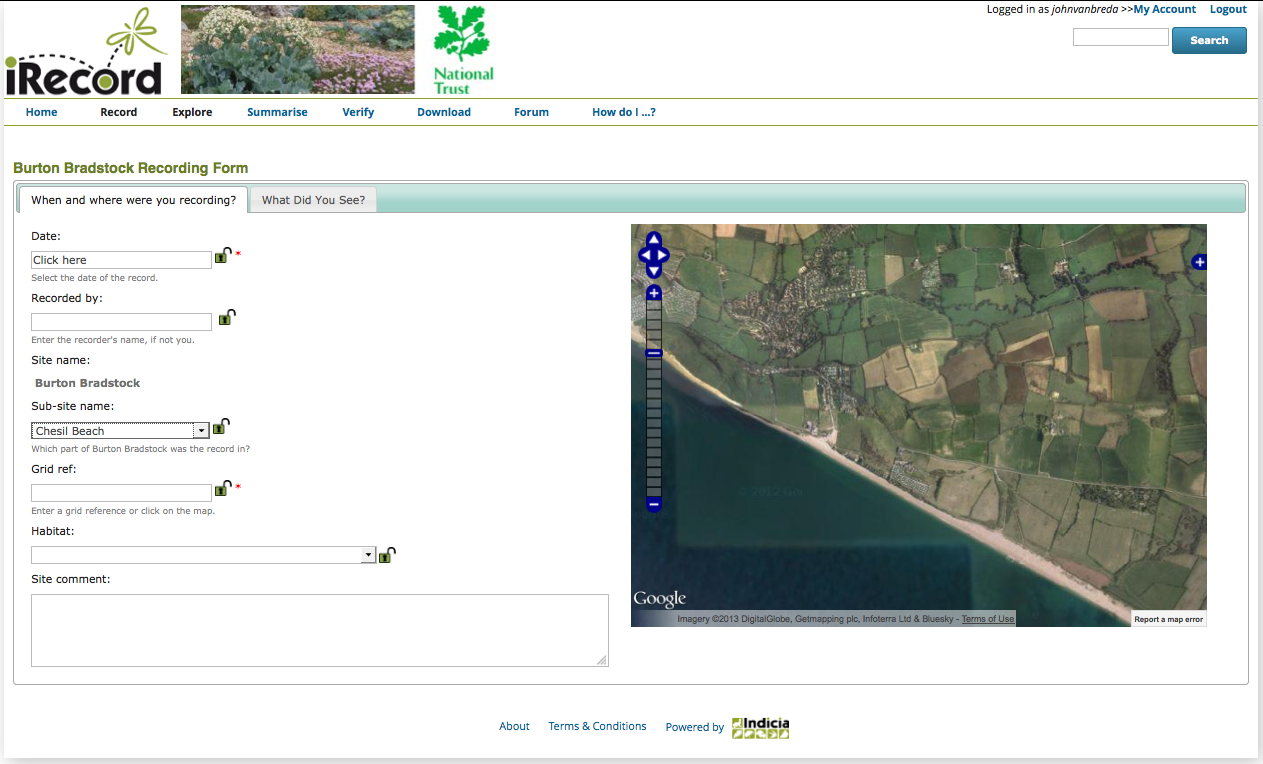 Logged in as johnvanbreda >>My Account Logout
iRecord
National
Trust
Search
Home Record Explore Summarise Verify Download Forum How do I ...?
Burton Bradstock Recording Form
When and where were you recording? What Did You See?
Date:
Click here *
Select the date of the record.
Recorded by:
Enter the recorder's name, if not you.
Site name:
Burton Bradstock
Sub-site name:
Chesil Beach
Which part of Burton Bradstock was the record in?
Grid ref:
*
Enter a grid reference or click on the map.
Habitat:
Site comment:
Google
Imagery ©2013 DigitalGlobe, Getmapping plc, Infoterra Ltd & Bluesky - Terms of Use
Report a map error
About Terms & Conditions Powered by Indicia